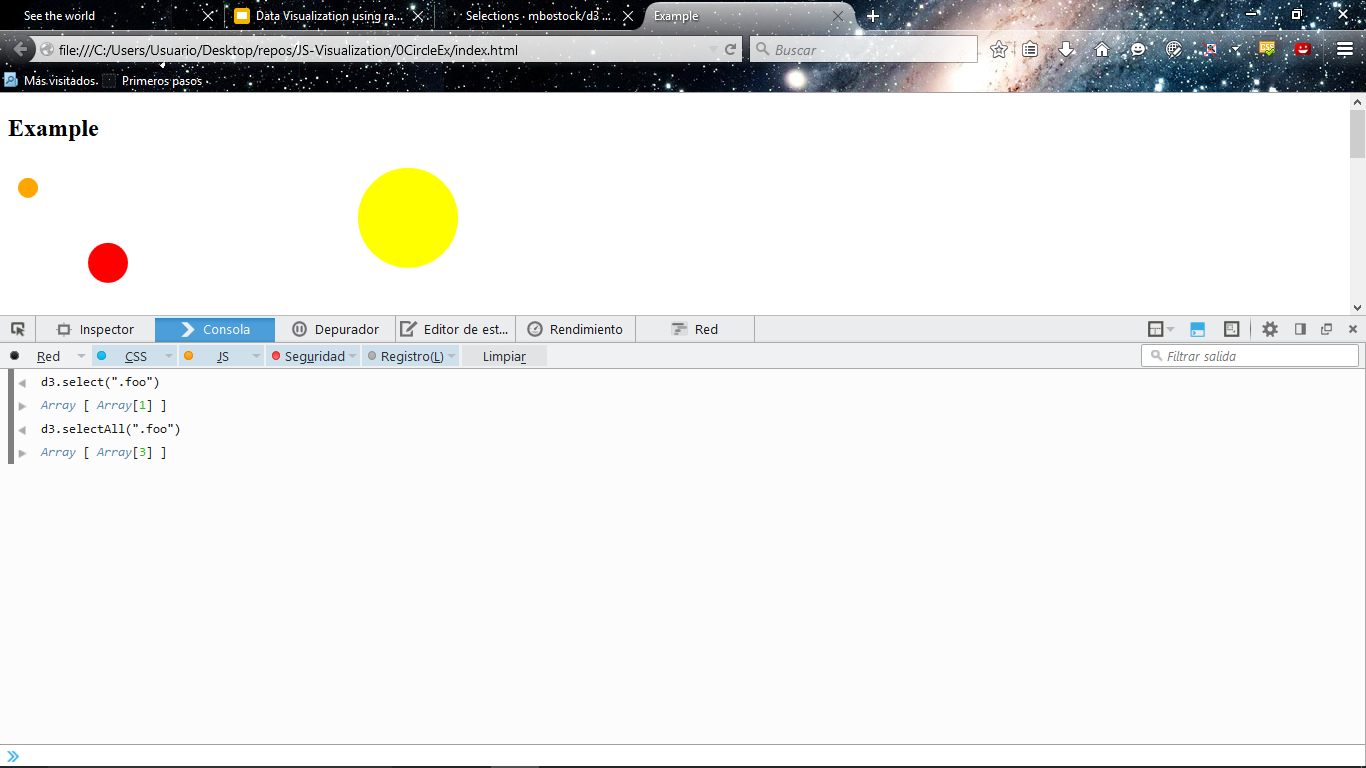 See the world
Data Visualization using ra...
Selections · mbostock/d3 ...
Example
file:///C:/Users/Usuario/Desktop/repos/JS-Visualization/0CircleEx/index.html
Buscar
CSS
Más visitados
Primeros pasos
Example
Inspector
Consola
Depurador
Editor de est...
Rendimiento
Red
Red
CSS
JS
Seguridad
Registro(L)
Limpiar
Filtrar salida
d3.select(".foo")
Array [ Array[1] ]
d3.selectAll(".foo")
Array [ Array[3] ]